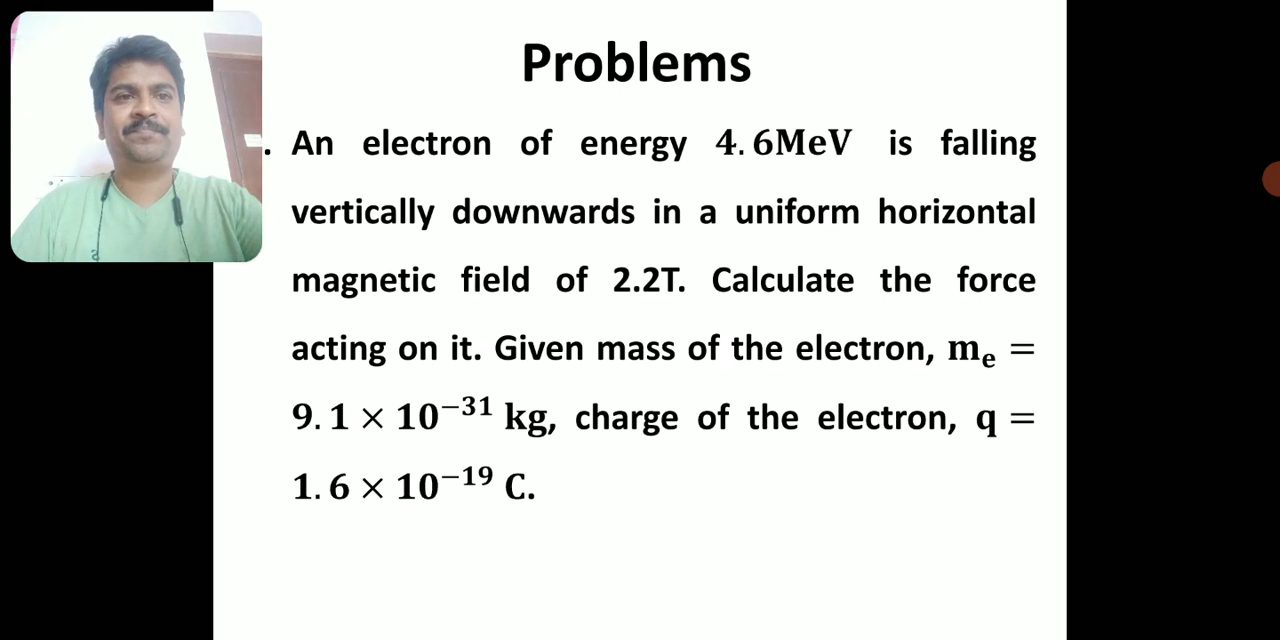 Problems
. An electron of energy 4.6MeV is falling
vertically downwards in a uniform horizontal
magnetic field of 2.2T. Calculate the force
acting on it. Given mass of the electron, mₑ =
9.1 × 10⁻³¹ kg, charge of the electron, q =
1.6 × 10⁻¹⁹ C.